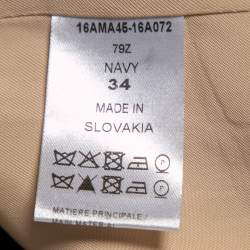 16AMA45-16A072
79Z
NAVY
34
MADE IN
SLOVAKIA
P
P
MATIERE PRINCIPALE /